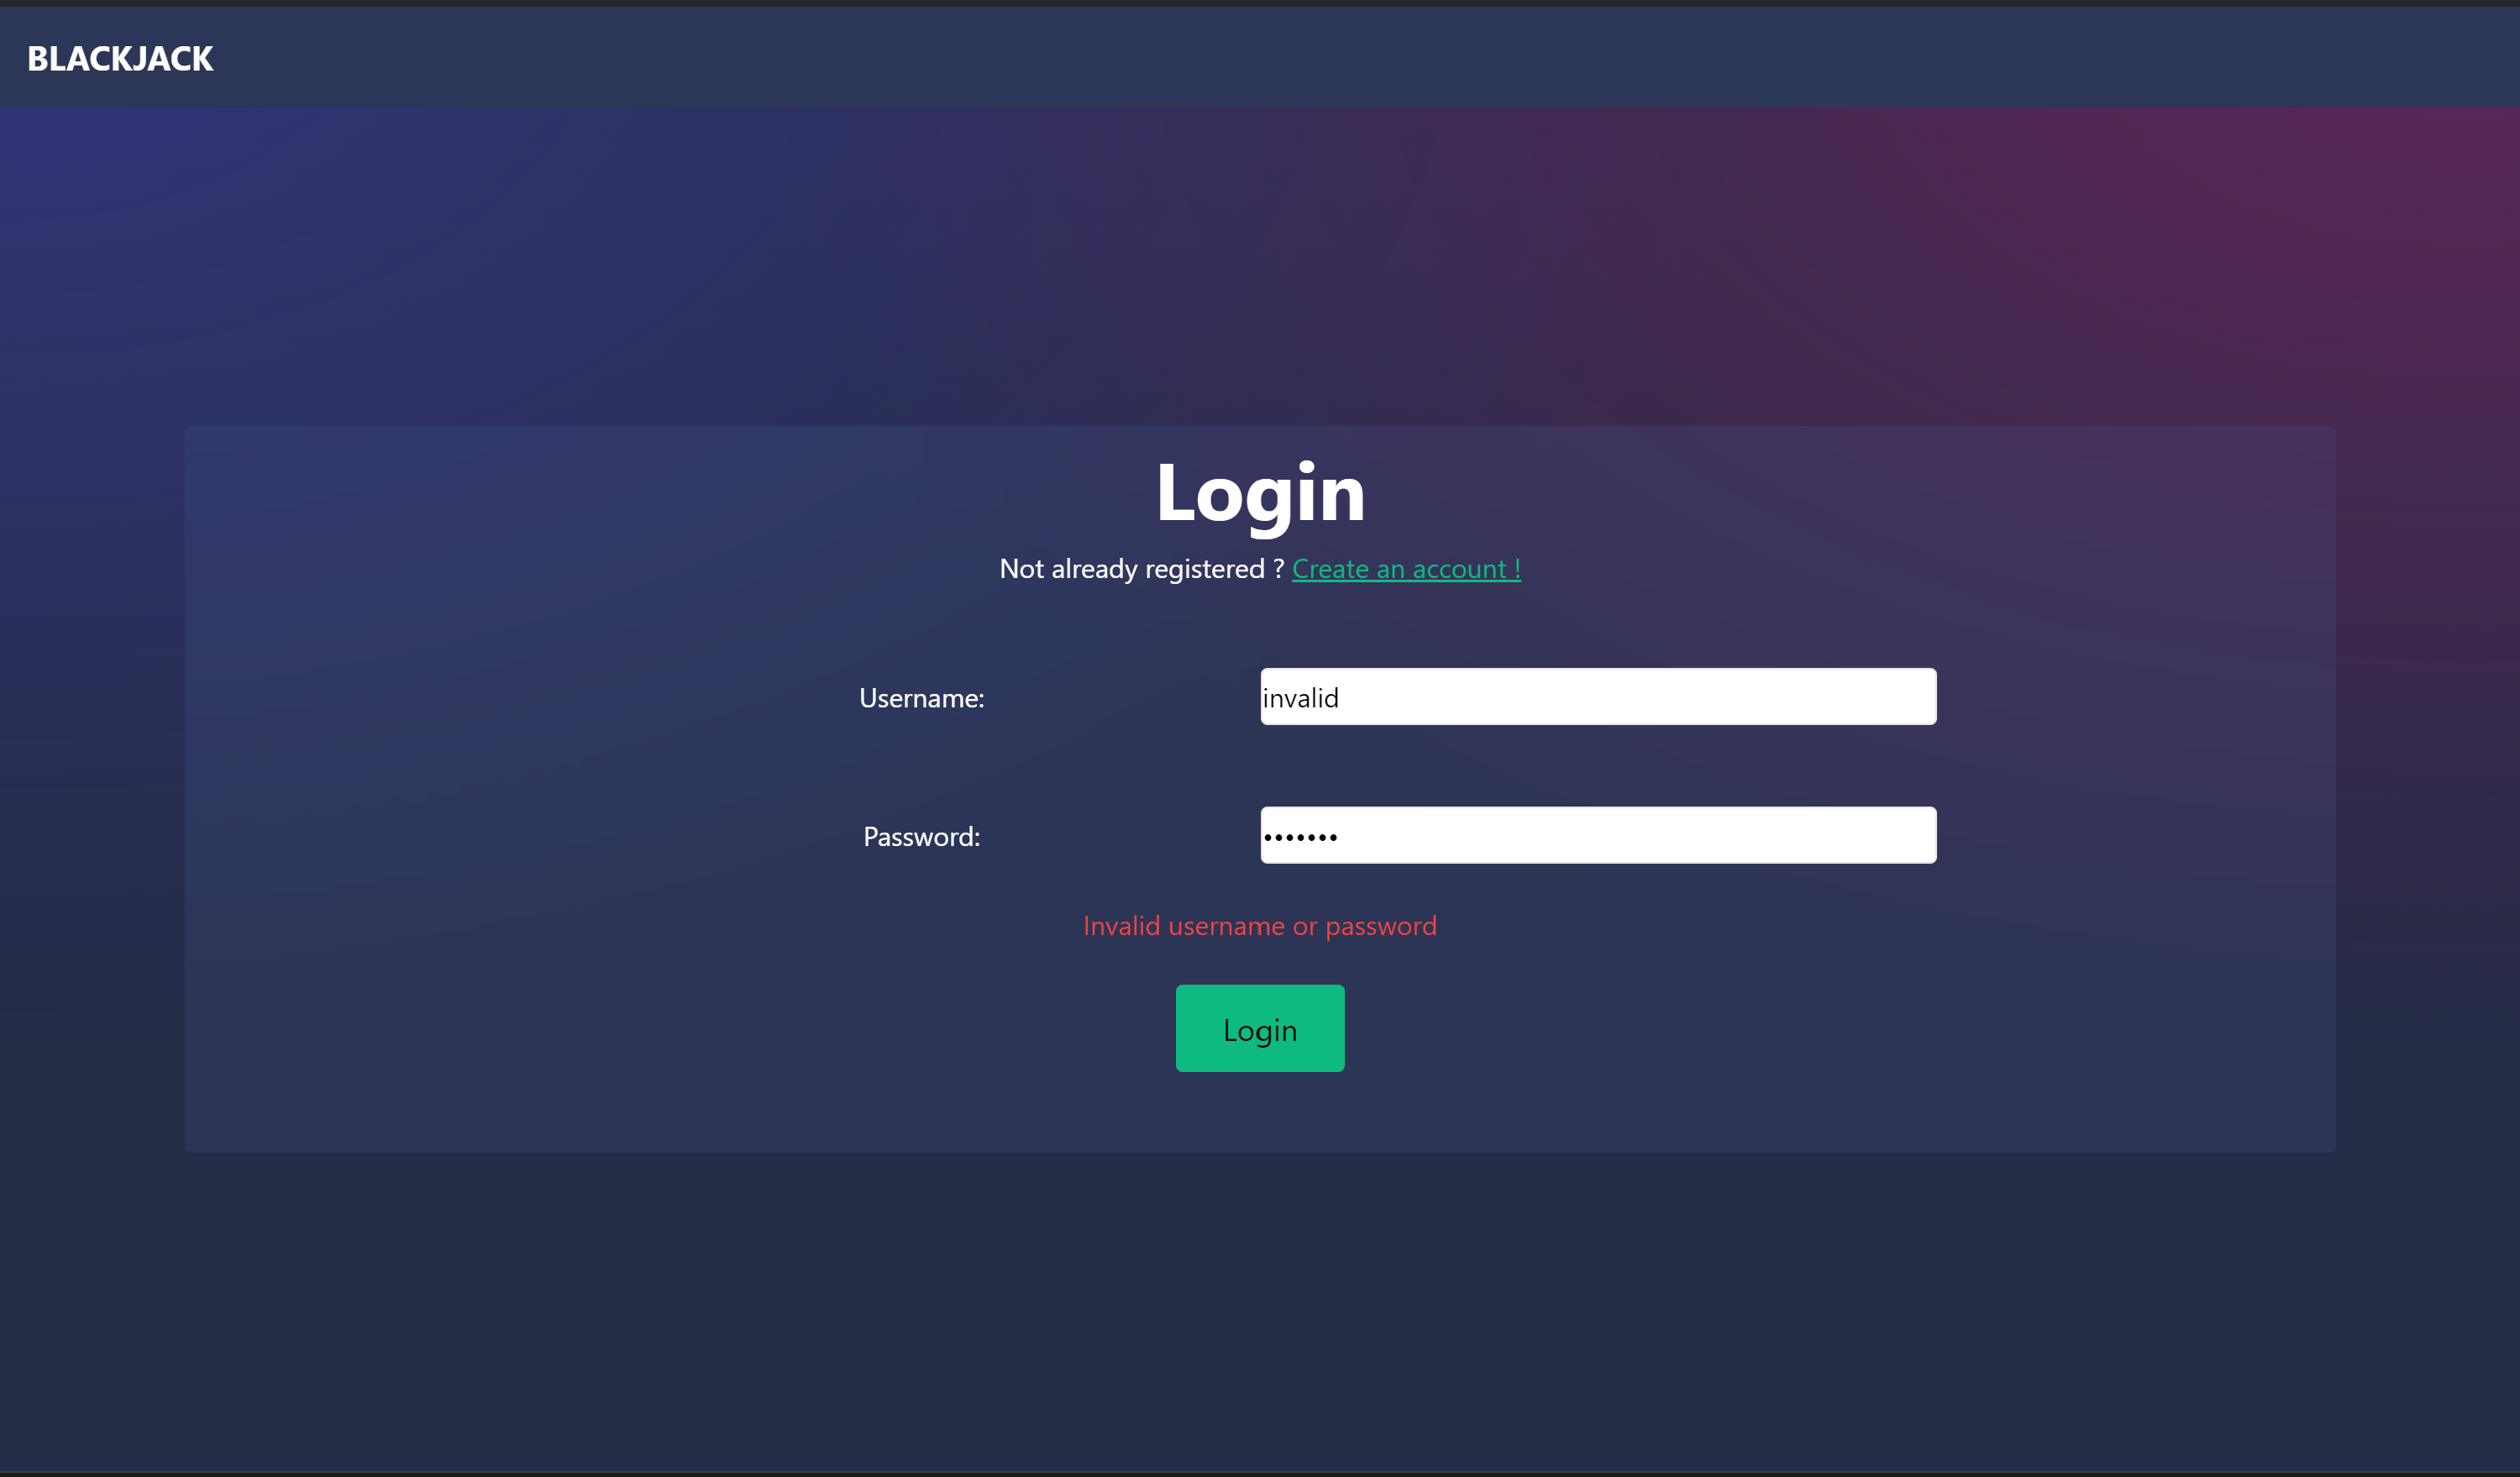 BLACKJACK
Login
Not already registered ? Create an account !
Username: invalid
Password: •••••••
Invalid username or password
Login